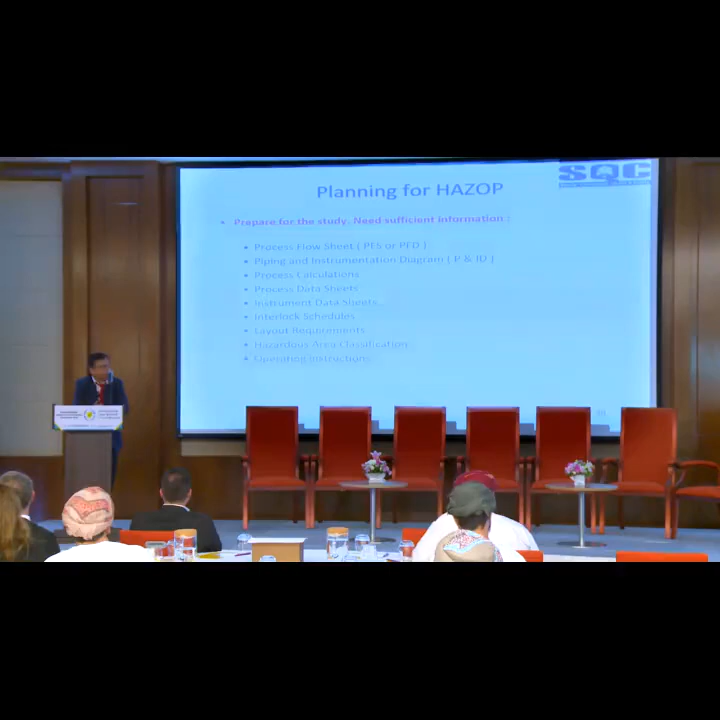 SQC
Planning for HAZOP
• Prepare for the study. Need sufficient information :
• Process Flow Sheet ( PFS or PFD )
• Piping and Instrumentation Diagram ( P & ID )
• Process Calculations
• Process Data Sheets
• Instrument Data Sheets
• Interlock Schedules
• Layout Requirements
• Hazardous Area Classification
• Operating Instructions